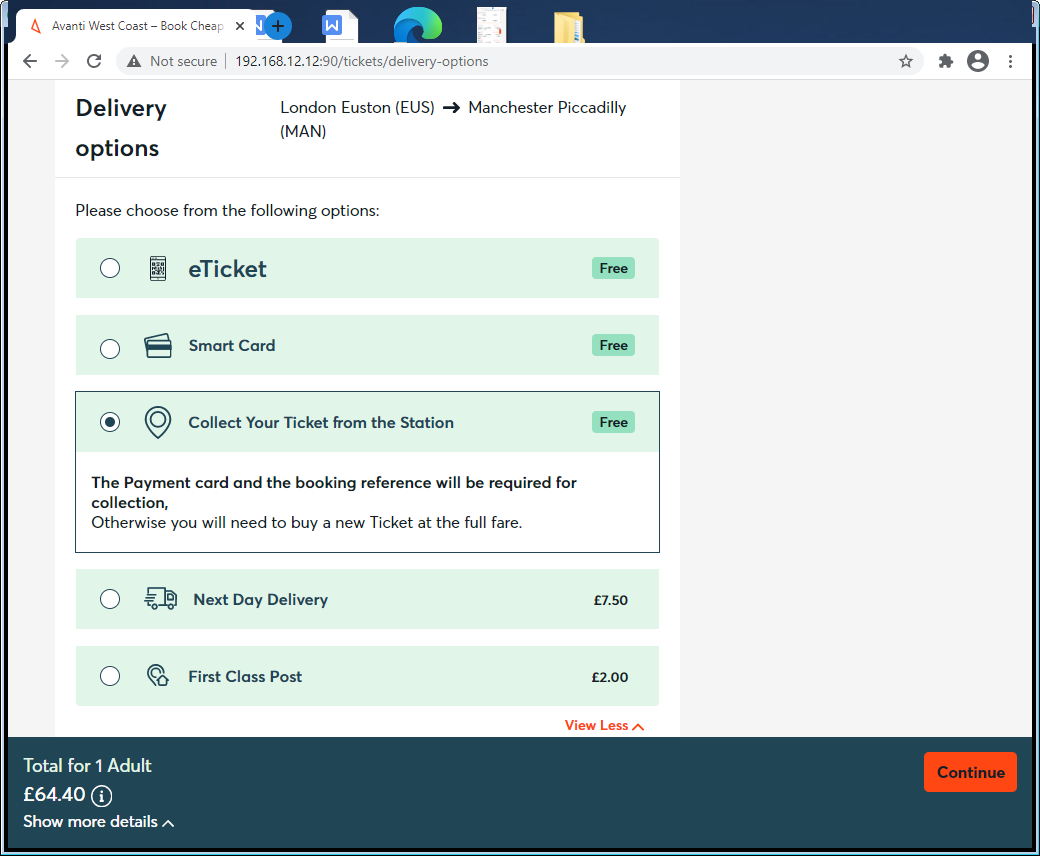 Avanti West Coast – Book Cheap
Not secure
192.168.12.12:90/tickets/delivery-options
Delivery
options
London Euston (EUS) → Manchester Piccadilly
(MAN)
Please choose from the following options:
eTicket
Free
Smart Card
Free
Collect Your Ticket from the Station
Free
The Payment card and the booking reference will be required for
collection,
Otherwise you will need to buy a new Ticket at the full fare.
Next Day Delivery
£7.50
First Class Post
£2.00
View Less
Total for 1 Adult
£64.40
Show more details
Continue